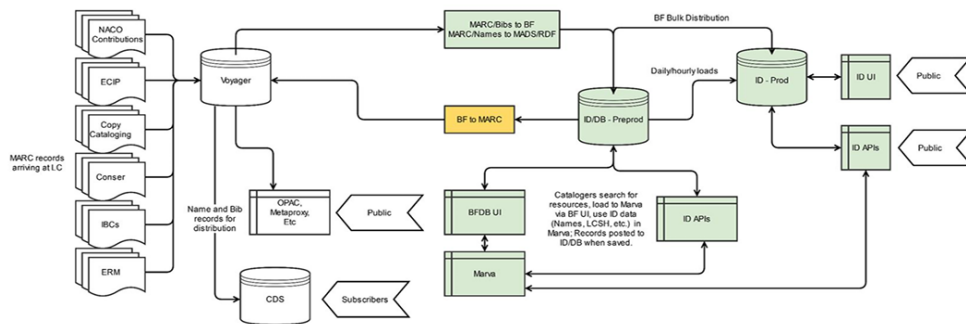 NACO
Contributions
ECIP
Copy
Cataloging
MARC records
arriving at LC
Conser
IBCs
ERM
Voyager
MARC/Bibs to BF
MARC/Names to MADS/RDF
BF to MARC
OPAC,
Metaproxy,
Etc
Public
Name and Bib
records for
distribution
CDS
Subscribers
BF Bulk Distribution
Daily/hourly loads
ID/DB - Preprod
ID - Prod
ID UI
Public
ID APIs
Public
BFDB UI
Catalogers search for
resources, load to Marva
via BF UI, use ID data
(Names, LCSH, etc.) in
Marva; Records posted to
ID/DB when saved.
ID APIs
Marva